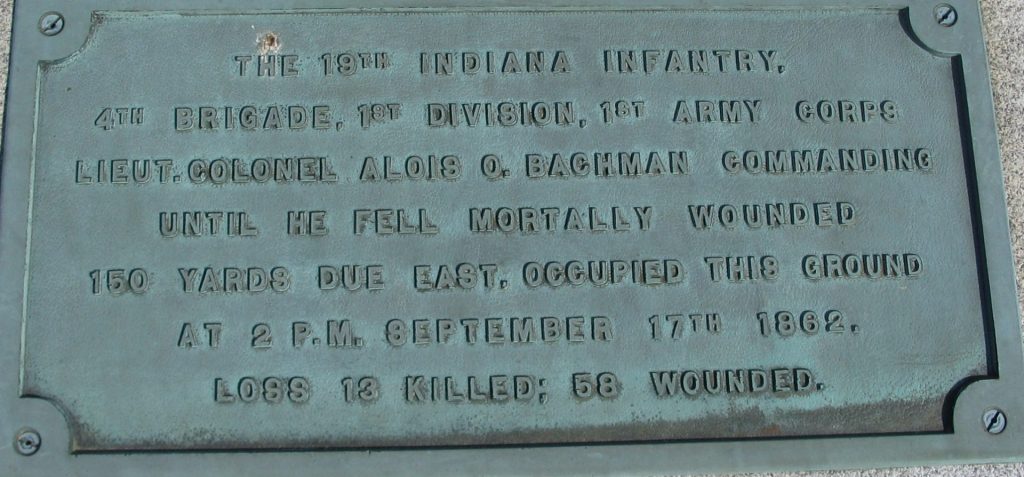 THE 19TH INDIANA INFANTRY,
4TH BRIGADE, 1ST DIVISION, 1ST ARMY CORPS
LIEUT. COLONEL ALOIS O. BACHMAN COMMANDING
UNTIL HE FELL MORTALLY WOUNDED
150 YARDS DUE EAST, OCCUPIED THIS GROUND
AT 2 P.M. SEPTEMBER 17TH 1862.
LOSS 13 KILLED; 58 WOUNDED.